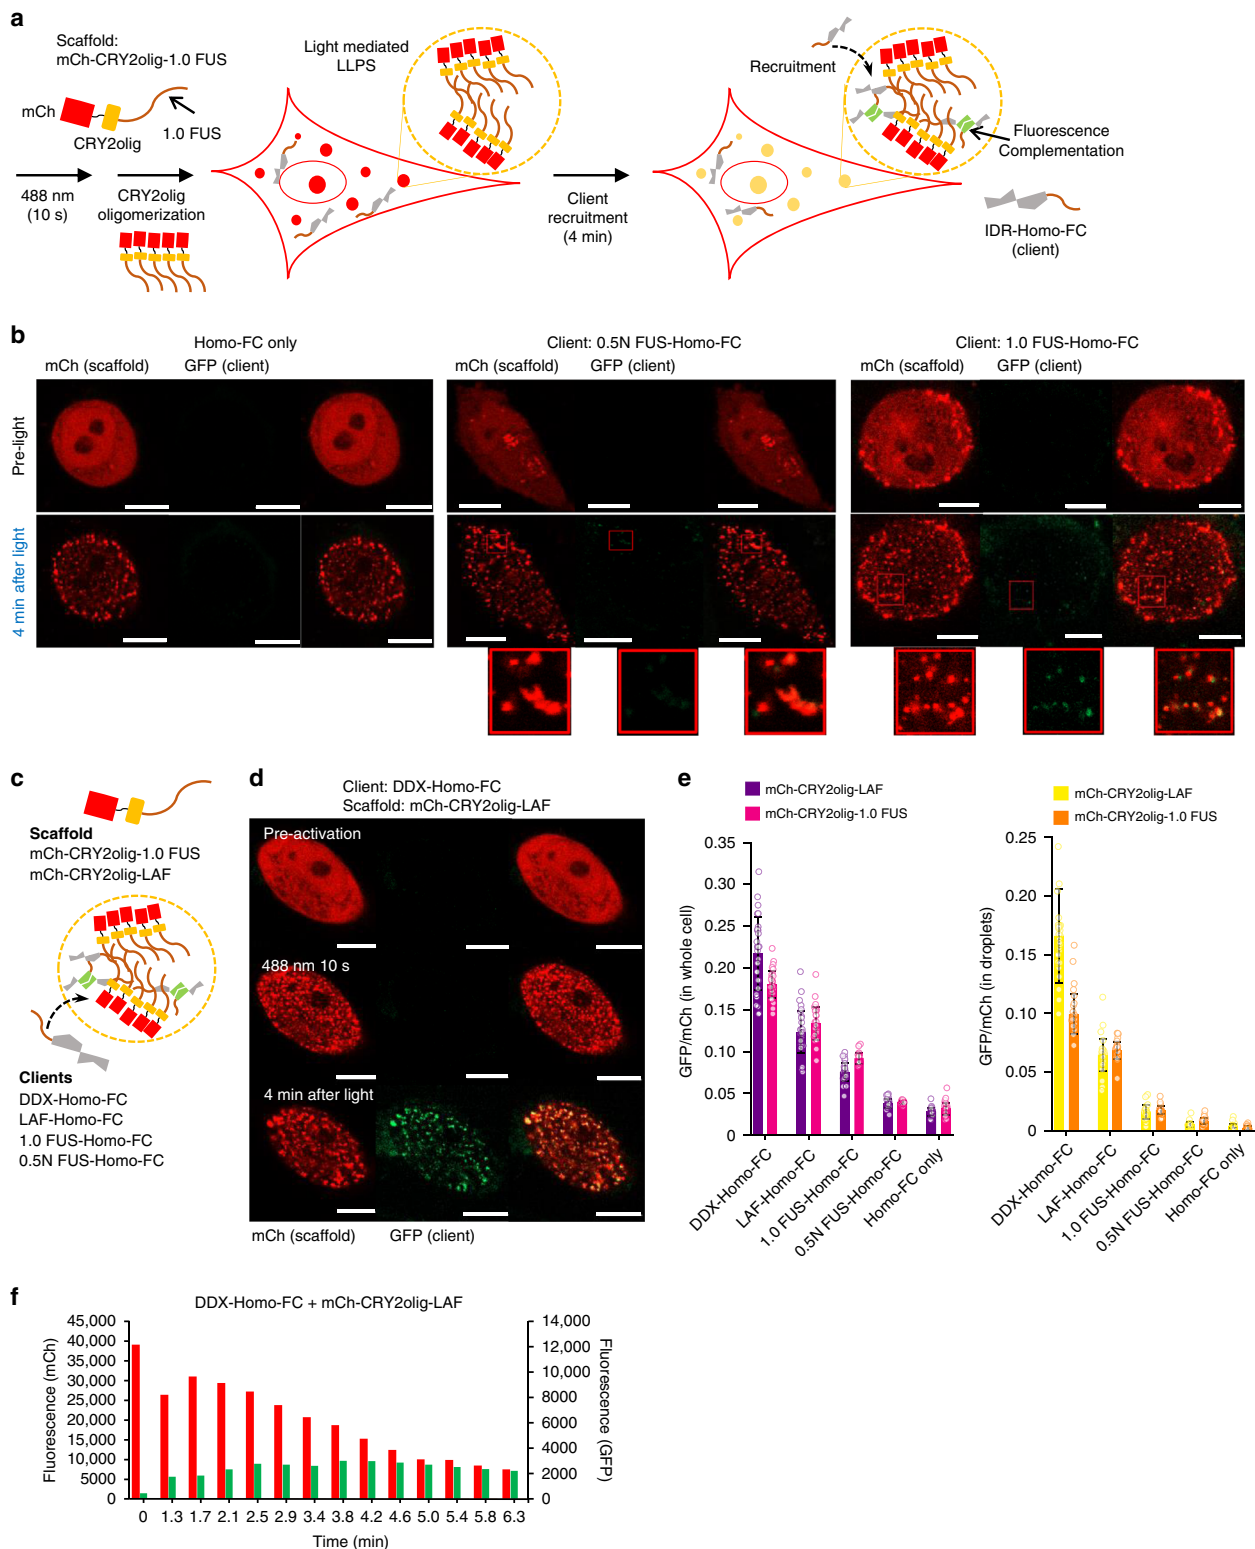 a
Scaffold:
mCh-CRY2olig-1.0 FUS
mCh
CRY2olig
1.0 FUS
488 nm
(10 s)
CRY2olig
oligomerization
Light mediated
LLPS
Client
recruitment
(4 min)
Recruitment
Fluorescence
Complementation
IDR-Homo-FC
(client)
b
Homo-FC only
mCh (scaffold)
GFP (client)
Client: 0.5N FUS-Homo-FC
mCh (scaffold)
GFP (client)
Client: 1.0 FUS-Homo-FC
mCh (scaffold)
GFP (client)
Pre-light
4 min after light
c
Scaffold
mCh-CRY2olig-1.0 FUS
mCh-CRY2olig-LAF
Clients
DDX-Homo-FC
LAF-Homo-FC
1.0 FUS-Homo-FC
0.5N FUS-Homo-FC
d
Client: DDX-Homo-FC
Scaffold: mCh-CRY2olig-LAF
Pre-activation
488 nm 10 s
4 min after light
mCh (scaffold)
GFP (client)
e
mCh-CRY2olig-LAF
mCh-CRY2olig-1.0 FUS
GFP/mCh (in whole cell)
0.35
0.30
0.25
0.20
0.15
0.10
0.05
0
DDX-Homo-FC
LAF-Homo-FC
1.0 FUS-Homo-FC
0.5N FUS-Homo-FC
Homo-FC only
mCh-CRY2olig-LAF
mCh-CRY2olig-1.0 FUS
GFP/mCh (in droplets)
0.25
0.20
0.15
0.10
0.05
0
DDX-Homo-FC
LAF-Homo-FC
1.0 FUS-Homo-FC
0.5N FUS-Homo-FC
Homo-FC only
f
DDX-Homo-FC + mCh-CRY2olig-LAF
Fluorescence (mCh)
45,000
40,000
35,000
30,000
25,000
20,000
15,000
10,000
5000
0
14,000
12,000
10,000
8000
6000
4000
2000
0
Fluorescence (GFP)
0 1.3 1.7 2.1 2.5 2.9 3.4 3.8 4.2 4.6 5.0 5.4 5.8 6.3
Time (min)